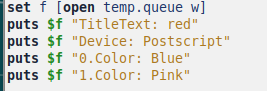 set f [open temp.queue w]
puts $f "TitleText: red"
puts $f "Device: Postscript"
puts $f "0.Color: Blue"
puts $f "1.Color: Pink"